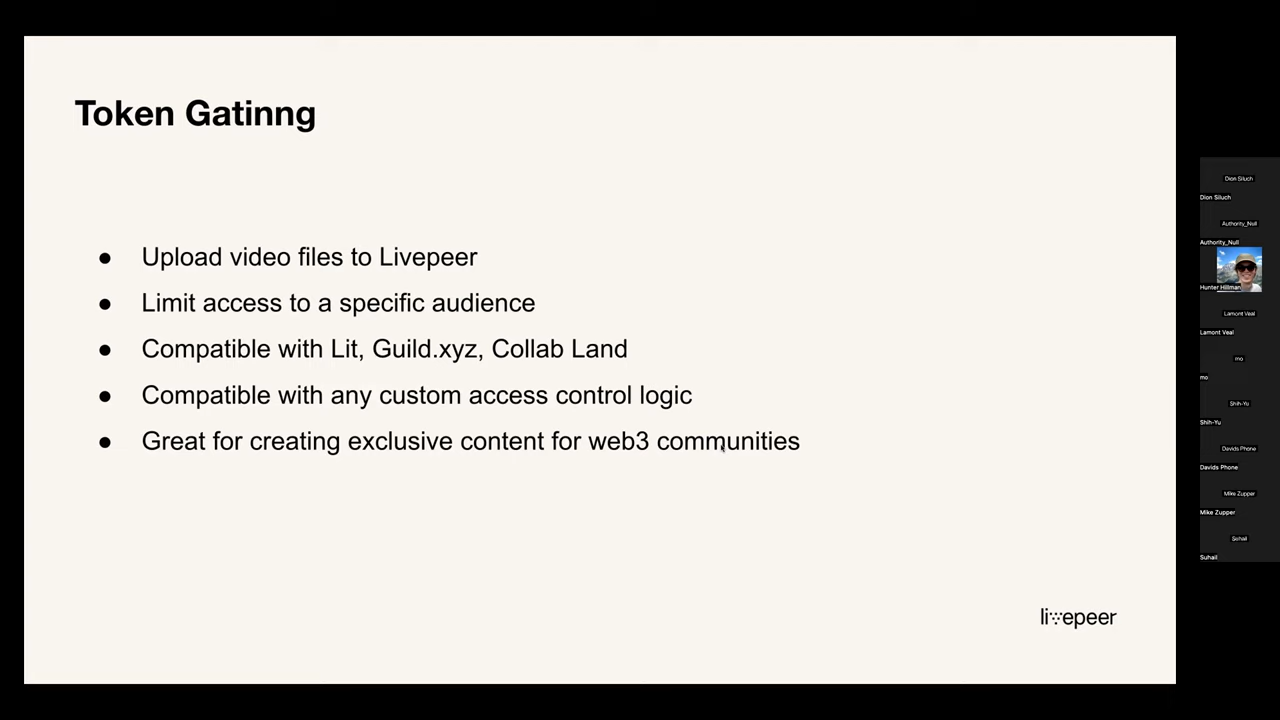 Token Gatinng
● Upload video files to Livepeer
● Limit access to a specific audience
● Compatible with Lit, Guild.xyz, Collab Land
● Compatible with any custom access control logic
● Great for creating exclusive content for web3 communities
livepeer
Dion Siluch
Dion Siluch
Authority_Null
Authority_Null
Hunter Hillman
Lamont Veal
Lamont Veal
mo
mo
Shih-Yu
Shih-Yu
Davids Phone
Davids Phone
Mike Zupper
Mike Zupper
Suhail
Suhail